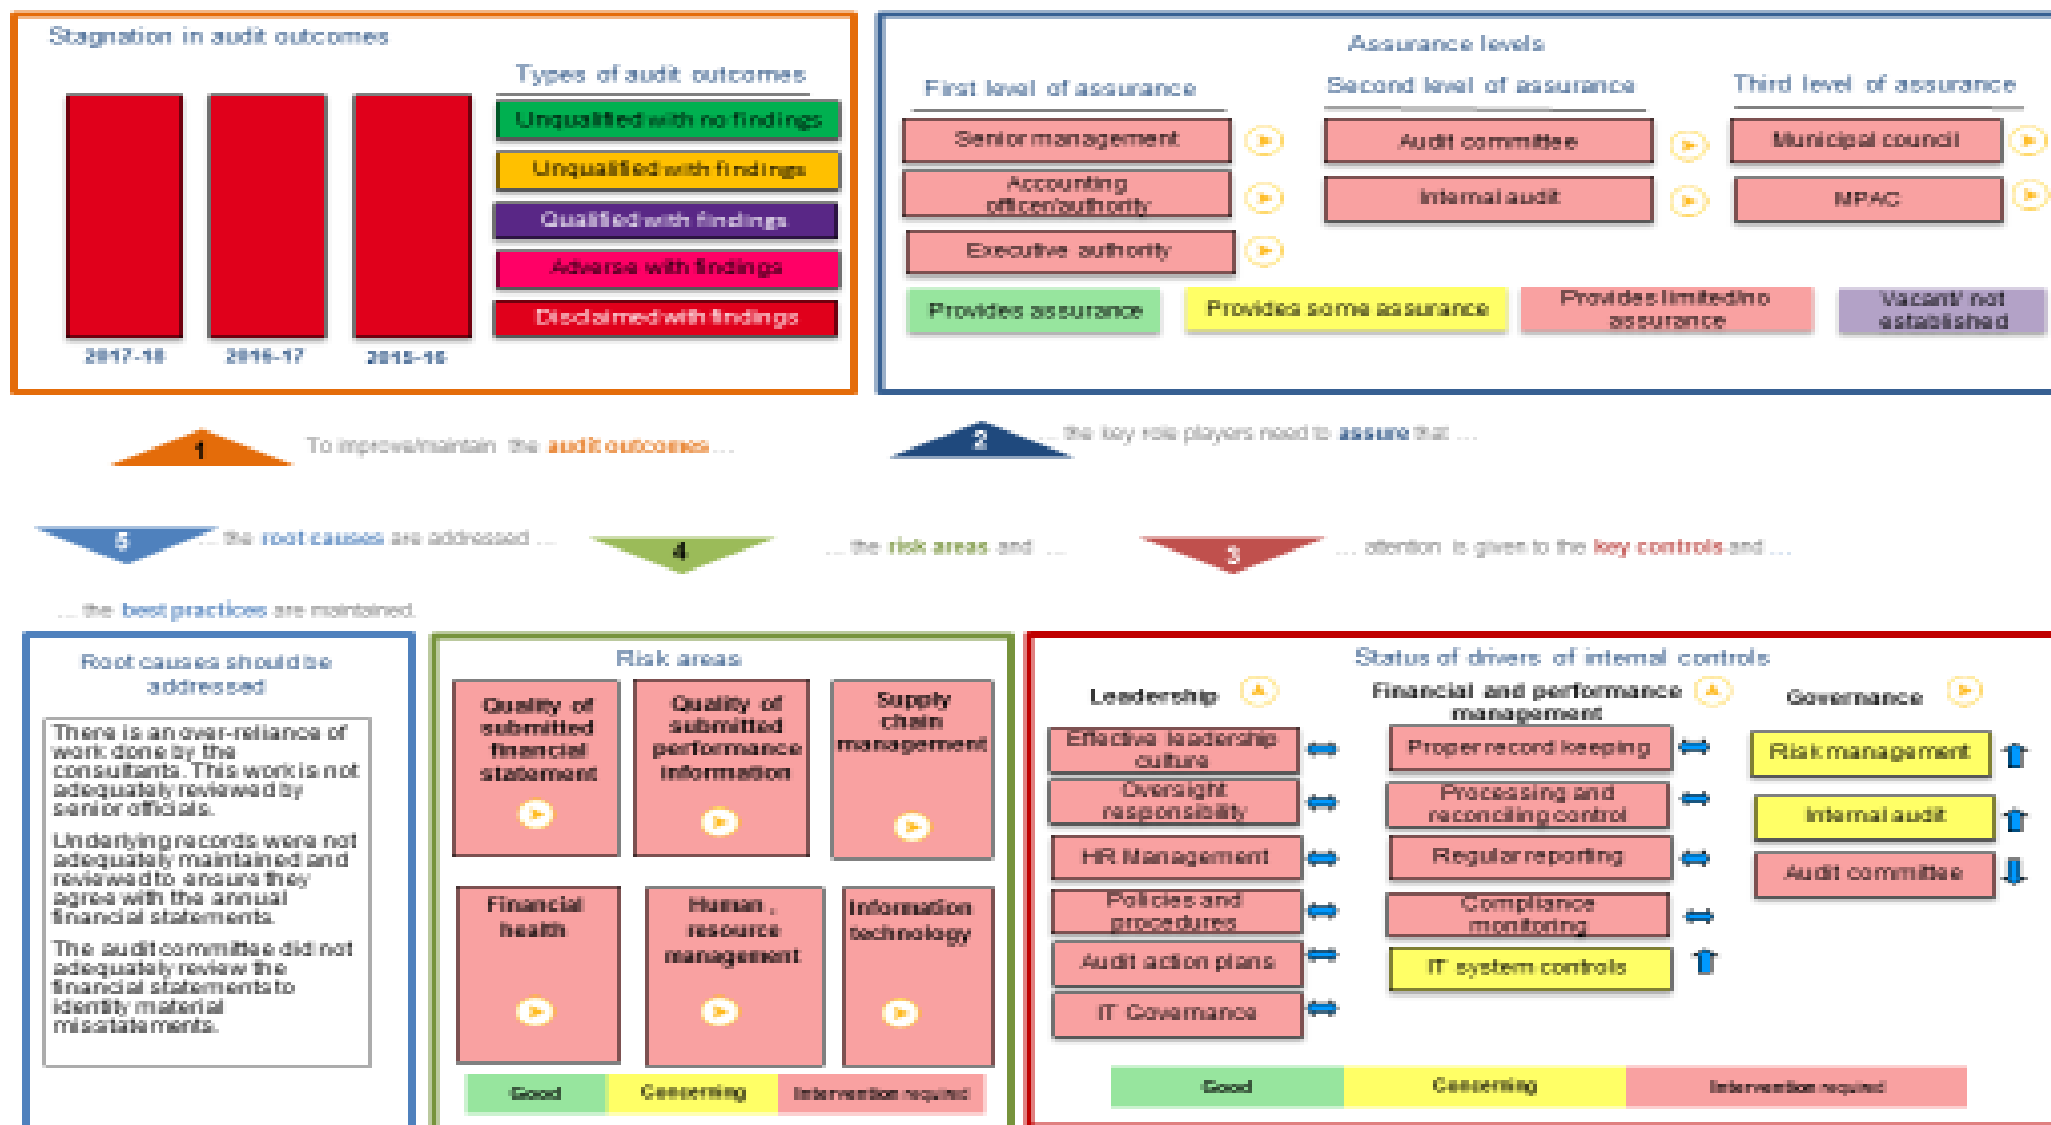 Stagnation in audit outcomes
Types of audit outcomes
Unqualified with no findings
Unqualified with findings
Qualified with findings
Adverse with findings
Disclaimed with findings
2017-18
2016-17
2015-16
Assurance levels
First level of assurance
Second level of assurance
Third level of assurance
Senior management
Accounting
officer/authority
Executive authority
Audit committee
Internal audit
Municipal council
MPAC
Provides assurance
Provides some assurance
Provides limited/no
assurance
Vacant/ not
established
1
To improve/maintain the audit outcomes ...
2
... the key role players need to assure that ...
5
... the root causes are addressed ...
4
... the risk areas and ...
3
... attention is given to the key controls and ...
... the best practices are maintained.
Root causes should be
addressed
There is an over-reliance of
work done by the
consultants. This work is not
adequately reviewed by
senior officials.
Underlying records were not
adequately maintained and
reviewed to ensure they
agree with the annual
financial statements.
The audit committee did not
adequately review the
financial statements to
identity material
misstatements.
Risk areas
Quality of
submitted
financial
statement
Quality of
submitted
performance
information
Supply
chain
management
Financial
health
Human .
resource
management
Information
technology
Good
Concerning
Intervention required
Status of drivers of internal controls
Leadership
Effective leadership
culture
Oversight
responsibility
HR Management
Policies and
procedures
Audit action plans
IT Governance
Financial and performance
management
Proper record keeping
Processing and
reconciling control
Regular reporting
Compliance
monitoring
IT system controls
Governance
Risk management
Internal audit
Audit committee
Good
Concerning
Intervention required